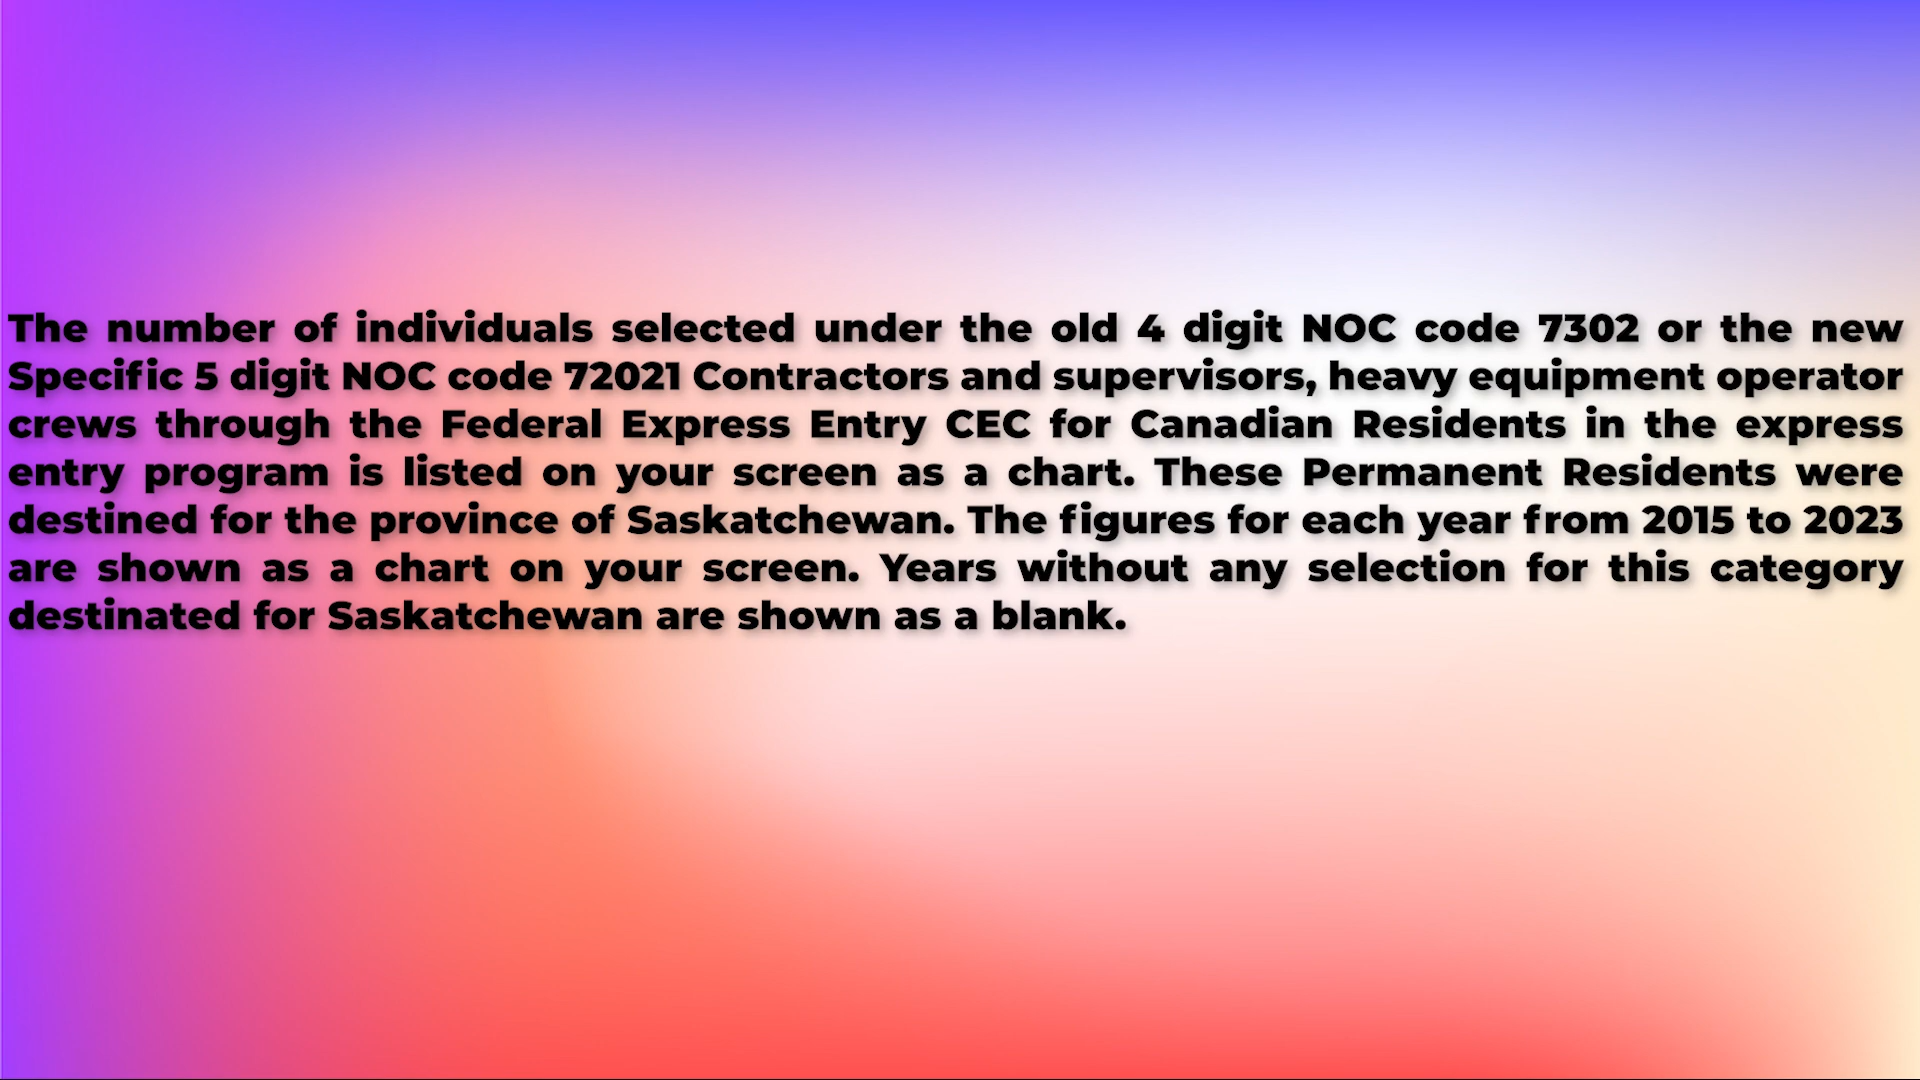 The number of individuals selected under the old 4 digit NOC code 7302 or the new
Specific 5 digit NOC code 72021 Contractors and supervisors, heavy equipment operator
crews through the Federal Express Entry CEC for Canadian Residents in the express
entry program is listed on your screen as a chart. These Permanent Residents were
destined for the province of Saskatchewan. The figures for each year from 2015 to 2023
are shown as a chart on your screen. Years without any selection for this category
destinated for Saskatchewan are shown as a blank.